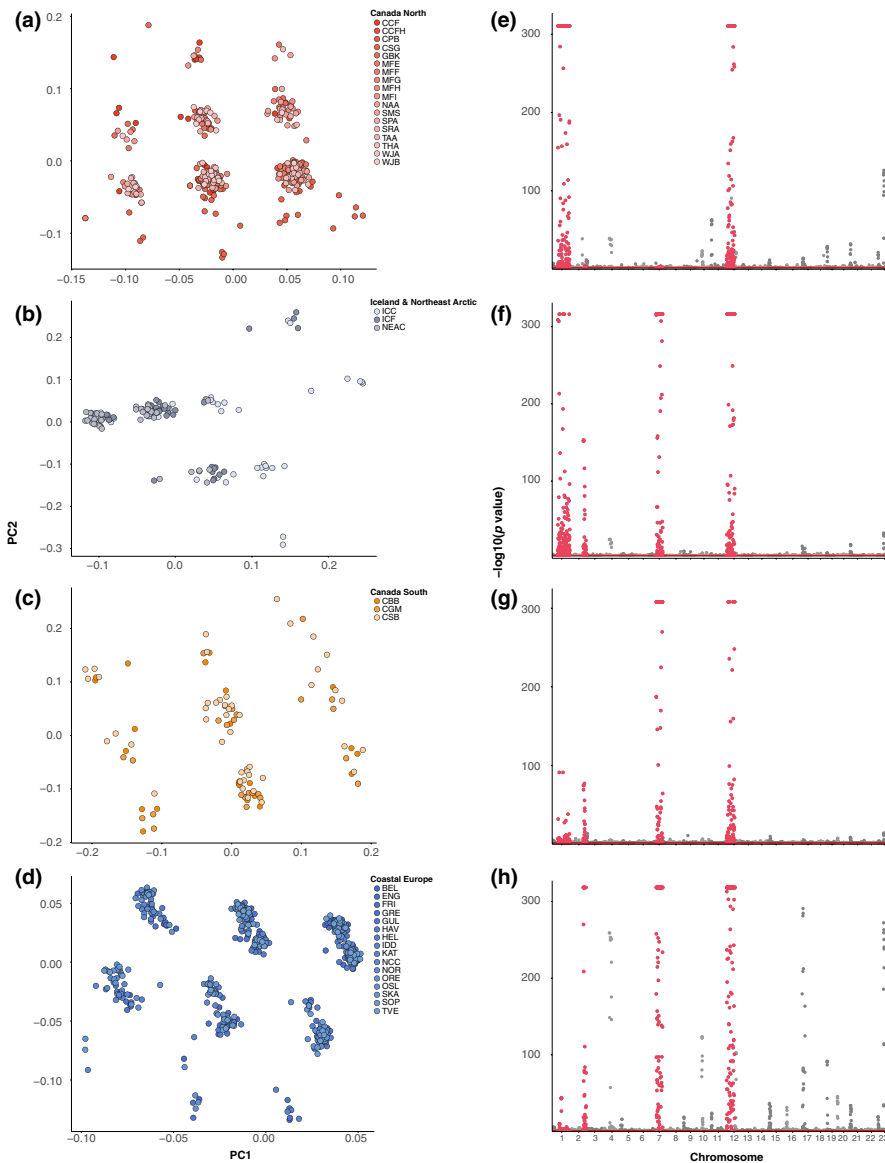 (a)
Canada North
CCF
CCFH
CPB
CSG
GBK
MFE
MFF
MFG
MFH
MFI
NAA
SMS
SPA
SRA
TAA
THA
WJA
WJB
0.2
0.1
0.0
−0.1
−0.15
−0.10
−0.05
0.00
0.05
0.10
(b)
Iceland & Northeast Arctic
ICC
ICF
NEAC
0.2
0.1
0.0
−0.1
−0.2
−0.3
−0.1
0.0
0.1
0.2
(c)
Canada South
CBB
CGM
CSB
0.2
0.1
0.0
−0.1
−0.2
−0.2
−0.1
0.0
0.1
0.2
(d)
Coastal Europe
BEL
ENG
FRI
GRE
GUL
HAV
HEL
IDD
KAT
NCC
NOR
ORE
OSL
SKA
SOP
TVE
0.05
0.00
−0.05
−0.10
−0.10
−0.05
0.00
0.05
PC1
PC2
(e)
300
200
100
(f)
300
200
100
(g)
300
200
100
(h)
300
200
100
1 2 3 4 5 6 7 8 9 10 11 12 13 14 15 16 17 18 19 20 21 22 23
Chromosome
−log10(p value)